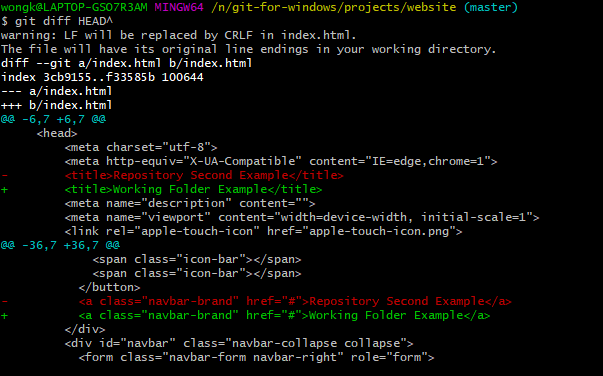 wongk@LAPTOP-GSO7R3AM MINGW64 /n/git-for-windows/projects/website (master)
$ git diff HEAD^
warning: LF will be replaced by CRLF in index.html.
The file will have its original line endings in your working directory.
diff --git a/index.html b/index.html
index 3cb9155..f33585b 100644
--- a/index.html
+++ b/index.html
@@ -6,7 +6,7 @@
     <head>
         <meta charset="utf-8">
         <meta http-equiv="X-UA-Compatible" content="IE=edge,chrome=1">
-        <title>Repository Second Example</title>
+        <title>Working Folder Example</title>
         <meta name="description" content="">
         <meta name="viewport" content="width=device-width, initial-scale=1">
         <link rel="apple-touch-icon" href="apple-touch-icon.png">
@@ -36,7 +36,7 @@
             <span class="icon-bar"></span>
             <span class="icon-bar"></span>
           </button>
-          <a class="navbar-brand" href="#">Repository Second Example</a>
+          <a class="navbar-brand" href="#">Working Folder Example</a>
         </div>
         <div id="navbar" class="navbar-collapse collapse">
           <form class="navbar-form navbar-right" role="form">